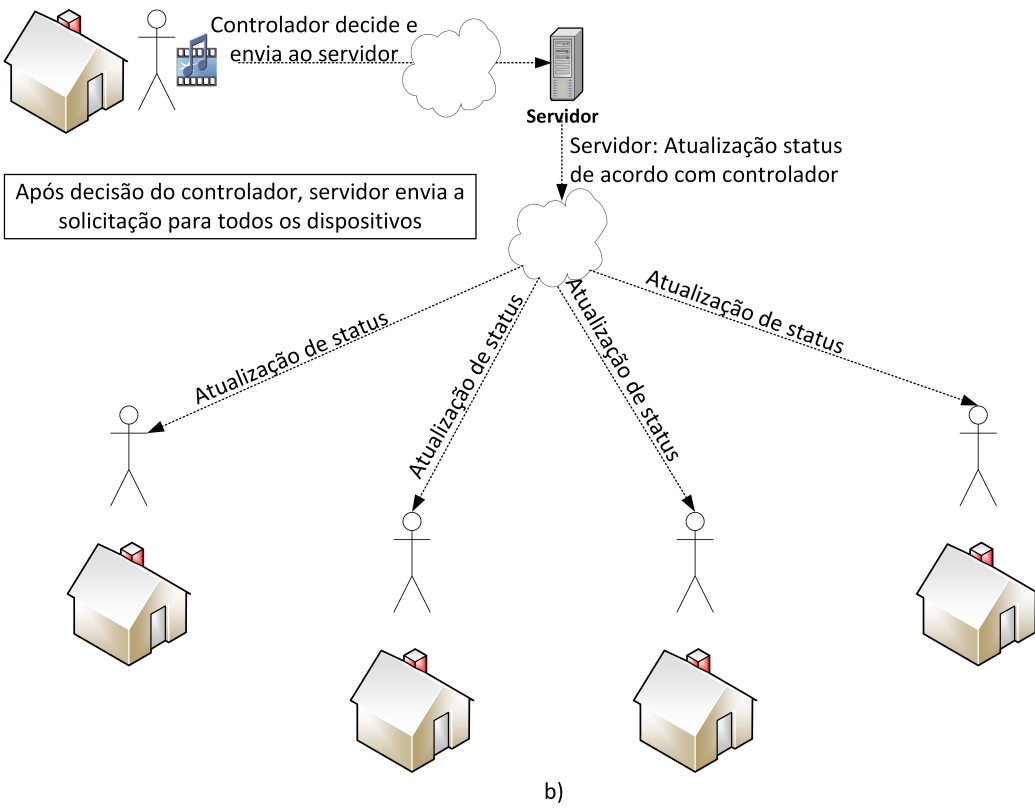 Controlador decide e
envia ao servidor
Servidor
Servidor: Atualização status
de acordo com controlador
Após decisão do controlador, servidor envia a
solicitação para todos os dispositivos
Atualização de status
Atualização de status
Atualização de status
Atualização de status
b)